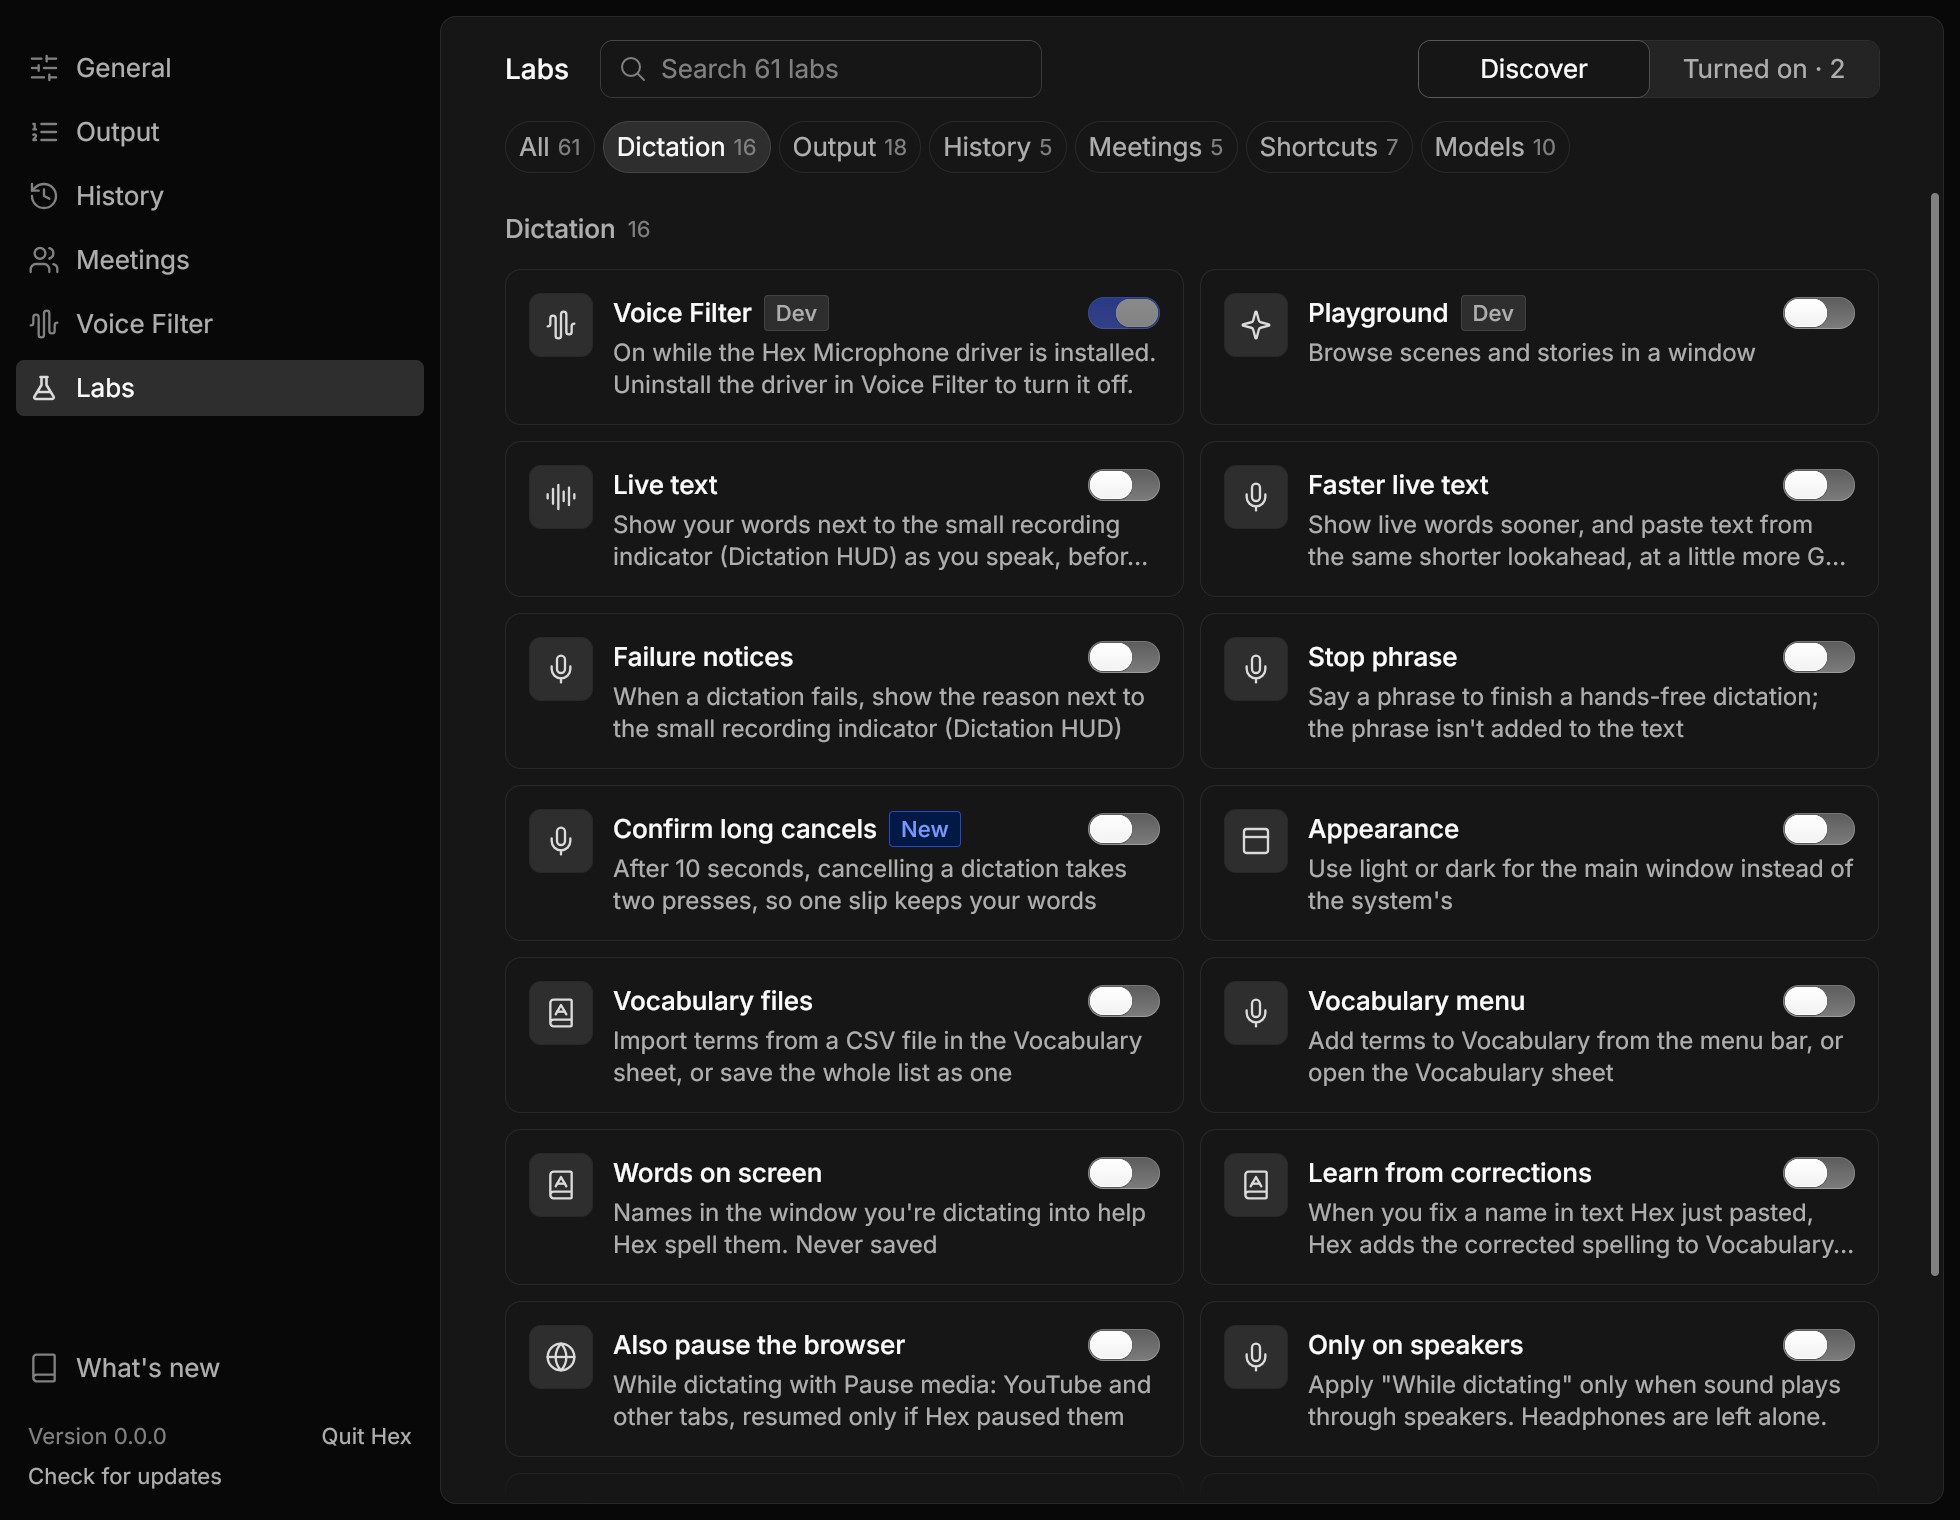 General
Output
History
Meetings
Voice Filter
Labs
What's new
Version 0.0.0
Quit Hex
Check for updates
Labs
Search 61 labs
Discover
Turned on · 2
All 61
Dictation 16
Output 18
History 5
Meetings 5
Shortcuts 7
Models 10
Dictation 16
Voice Filter Dev
On while the Hex Microphone driver is installed.
Uninstall the driver in Voice Filter to turn it off.
Playground Dev
Browse scenes and stories in a window
Live text
Show your words next to the small recording
indicator (Dictation HUD) as you speak, befor...
Faster live text
Show live words sooner, and paste text from
the same shorter lookahead, at a little more G...
Failure notices
When a dictation fails, show the reason next to
the small recording indicator (Dictation HUD)
Stop phrase
Say a phrase to finish a hands-free dictation;
the phrase isn't added to the text
Confirm long cancels New
After 10 seconds, cancelling a dictation takes
two presses, so one slip keeps your words
Appearance
Use light or dark for the main window instead of
the system's
Vocabulary files
Import terms from a CSV file in the Vocabulary
sheet, or save the whole list as one
Vocabulary menu
Add terms to Vocabulary from the menu bar, or
open the Vocabulary sheet
Words on screen
Names in the window you're dictating into help
Hex spell them. Never saved
Learn from corrections
When you fix a name in text Hex just pasted,
Hex adds the corrected spelling to Vocabulary...
Also pause the browser
While dictating with Pause media: YouTube and
other tabs, resumed only if Hex paused them
Only on speakers
Apply "While dictating" only when sound plays
through speakers. Headphones are left alone.